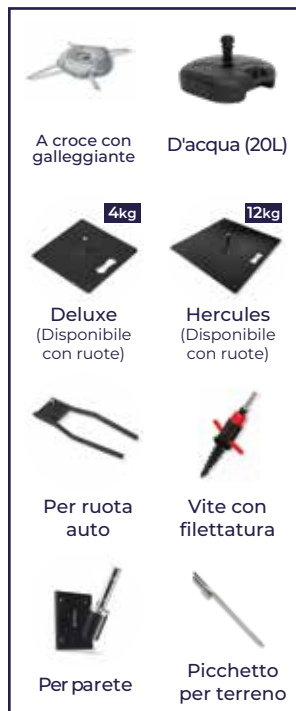 A croce con
galleggiante
D'acqua (20L)
4kg
12kg
Deluxe
(Disponibile
con ruote)
Hercules
(Disponibile
con ruote)
Per ruota
auto
Vite con
filettatura
Per parete
Picchetto
per terreno